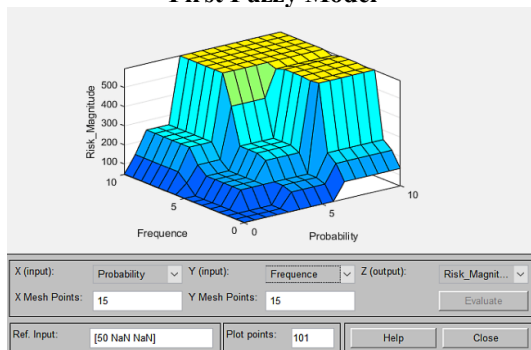 First Fuzzy Model
Risk_Magnitude
500
400
300
200
100
10
5
0
0
5
10
Frequence
Probability
X (input): Probability Y (input): Frequence Z (output): Risk_Magnit...
X Mesh Points: 15 Y Mesh Points: 15 Evaluate
Ref. Input: [50 NaN NaN] Plot points: 101 Help Close